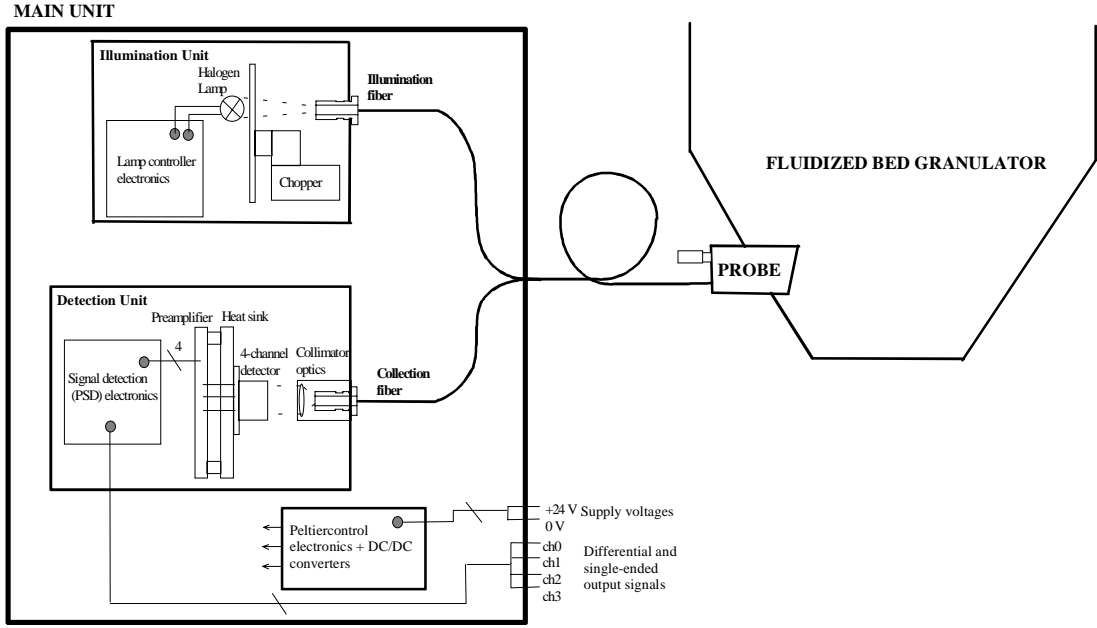 MAIN UNIT
Illumination Unit
Halogen
Lamp
Lamp controller
electronics
Chopper
Illumination
fiber
FLUIDIZED BED GRANULATOR
PROBE
Detection Unit
Preamplifier
Heat sink
4
4-channel
detector
Collimator
optics
Signal detection
(PSD) electronics
Collection
fiber
Peltiercontrol
electronics + DC/DC
converters
+24 V
0 V
Supply voltages
ch0
ch1
ch2
ch3
Differential and
single-ended
output signals